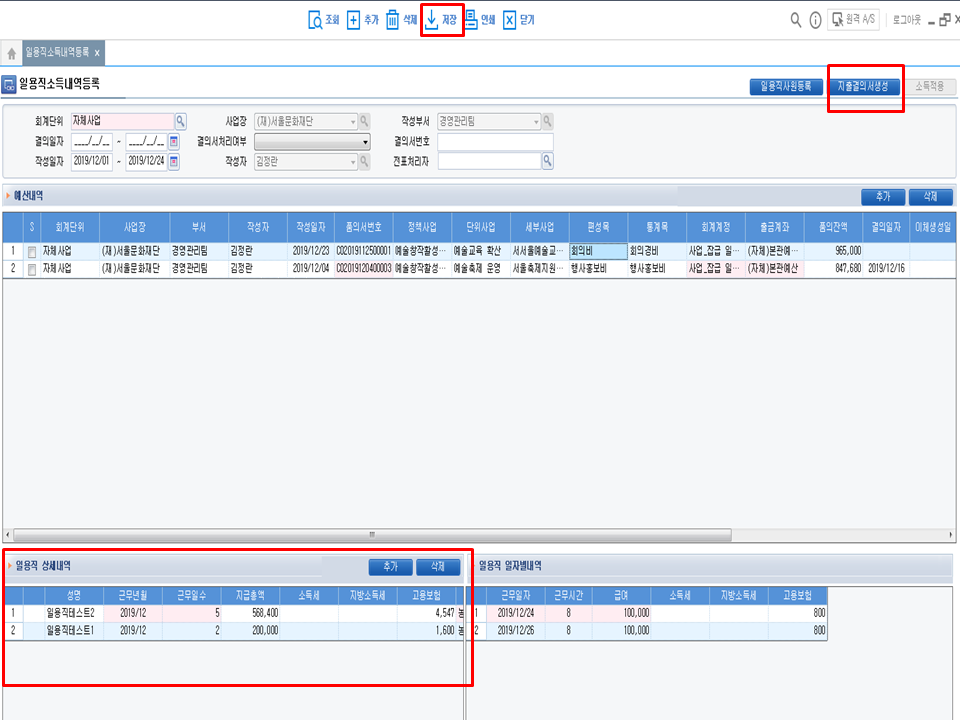 조회 추가 삭제 저장 인쇄 닫기 원격 A/S 로그아웃
일용직소득내역등록 x
일용직소득내역등록 일용직사원등록 지출결의서생성 소득적용
회계단위 자체사업 사업장 (재)서울문화재단 작성부서 경영관리팀
결의일자 ____/__/__ ~ ____/__/__ 결의서처리여부 결의서번호
작성일자 2019/12/01 ~ 2019/12/24 작성자 김정란 전표처리자
예산내역 추가 삭제
S 회계단위 사업장 부서 작성자 작성일자 품의서번호 정책사업 단위사업 세부사업 편성목 통계목 회계계정 출금계좌 품의잔액 결의일자 이체생성일
1 자체사업 (재)서울문화재단 경영관리팀 김정란 2019/12/23 C02019112500001 예술창작활성… 예술교육 확산 서서울예술교… 회의비 회의경비 사업_잡급 일… (자체)본관예… 965,000
2 자체사업 (재)서울문화재단 경영관리팀 김정란 2019/12/04 C02019120400003 예술창작활성… 예술축제 운영 서울축제지원… 행사홍보비 행사홍보비 사업_잡급 일… (자체)본관예산 847,680 2019/12/16
일용직 상세내역 추가 삭제
성명 근무년월 근무일수 지급총액 소득세 지방소득세 고용보험
1 일용직테스트2 2019/12 5 568,400 4,547
2 일용직테스트1 2019/12 2 200,000 1,600
일용직 일자별내역
근무일자 근무시간 급여 소득세 지방소득세 고용보험
1 2019/12/24 8 100,000 800
2 2019/12/26 8 100,000 800